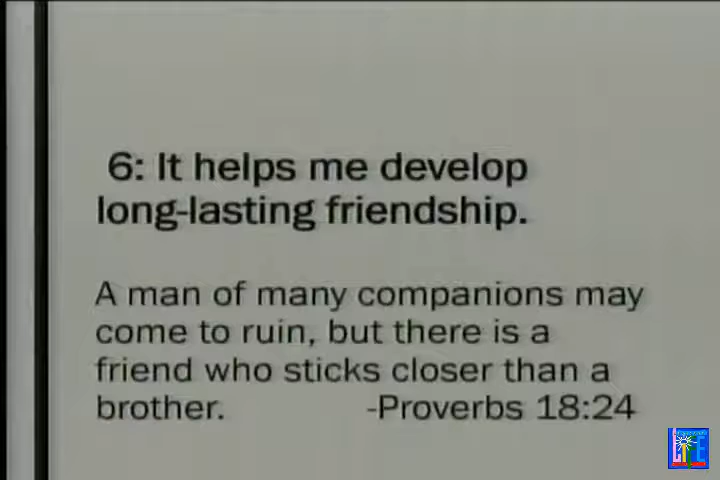 6: It helps me develop
long-lasting friendship.
A man of many companions may
come to ruin, but there is a
friend who sticks closer than a
brother. -Proverbs 18:24